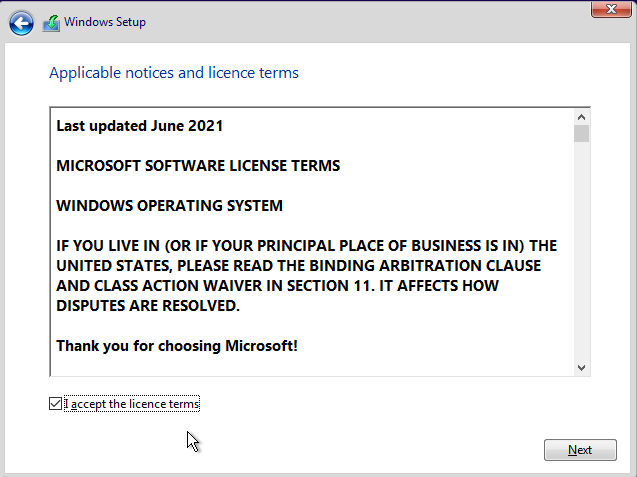 Windows Setup
Applicable notices and licence terms
Last updated June 2021
MICROSOFT SOFTWARE LICENSE TERMS
WINDOWS OPERATING SYSTEM
IF YOU LIVE IN (OR IF YOUR PRINCIPAL PLACE OF BUSINESS IS IN) THE
UNITED STATES, PLEASE READ THE BINDING ARBITRATION CLAUSE
AND CLASS ACTION WAIVER IN SECTION 11. IT AFFECTS HOW
DISPUTES ARE RESOLVED.
Thank you for choosing Microsoft!
I accept the licence terms
Next